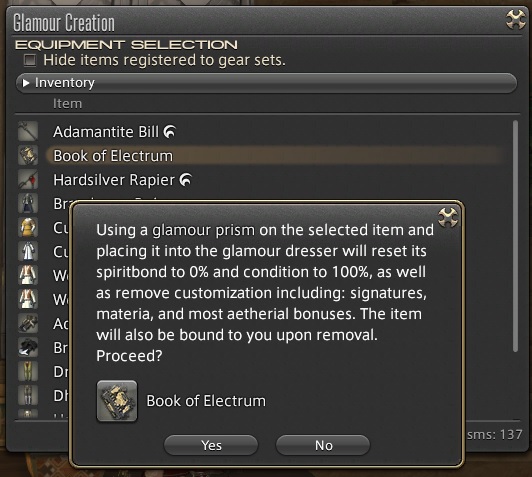 Glamour Creation
EQUIPMENT SELECTION
Hide items registered to gear sets.
Inventory
Item
Adamantite Bill
Book of Electrum
Hardsilver Rapier
Using a glamour prism on the selected item and
placing it into the glamour dresser will reset its
spiritbond to 0% and condition to 100%, as well
as remove customization including: signatures,
materia, and most aetherial bonuses. The item
will also be bound to you upon removal.
Proceed?
Book of Electrum
Yes
No
sms: 137